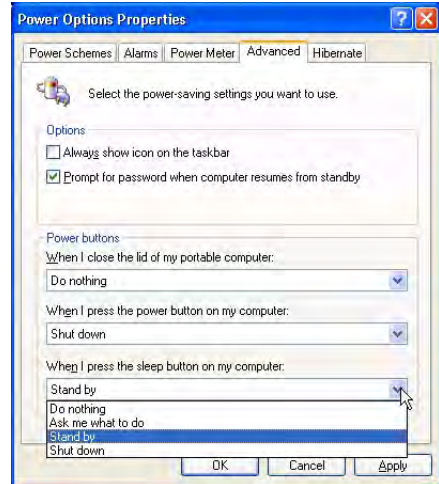 Power Options Properties
Power Schemes Alarms Power Meter Advanced Hibernate
Select the power-saving settings you want to use.
Options
Always show icon on the taskbar
Prompt for password when computer resumes from standby
Power buttons
When I close the lid of my portable computer:
Do nothing
When I press the power button on my computer:
Shut down
When I press the sleep button on my computer:
Stand by
Do nothing
Ask me what to do
Stand by
Shut down
OK Cancel Apply